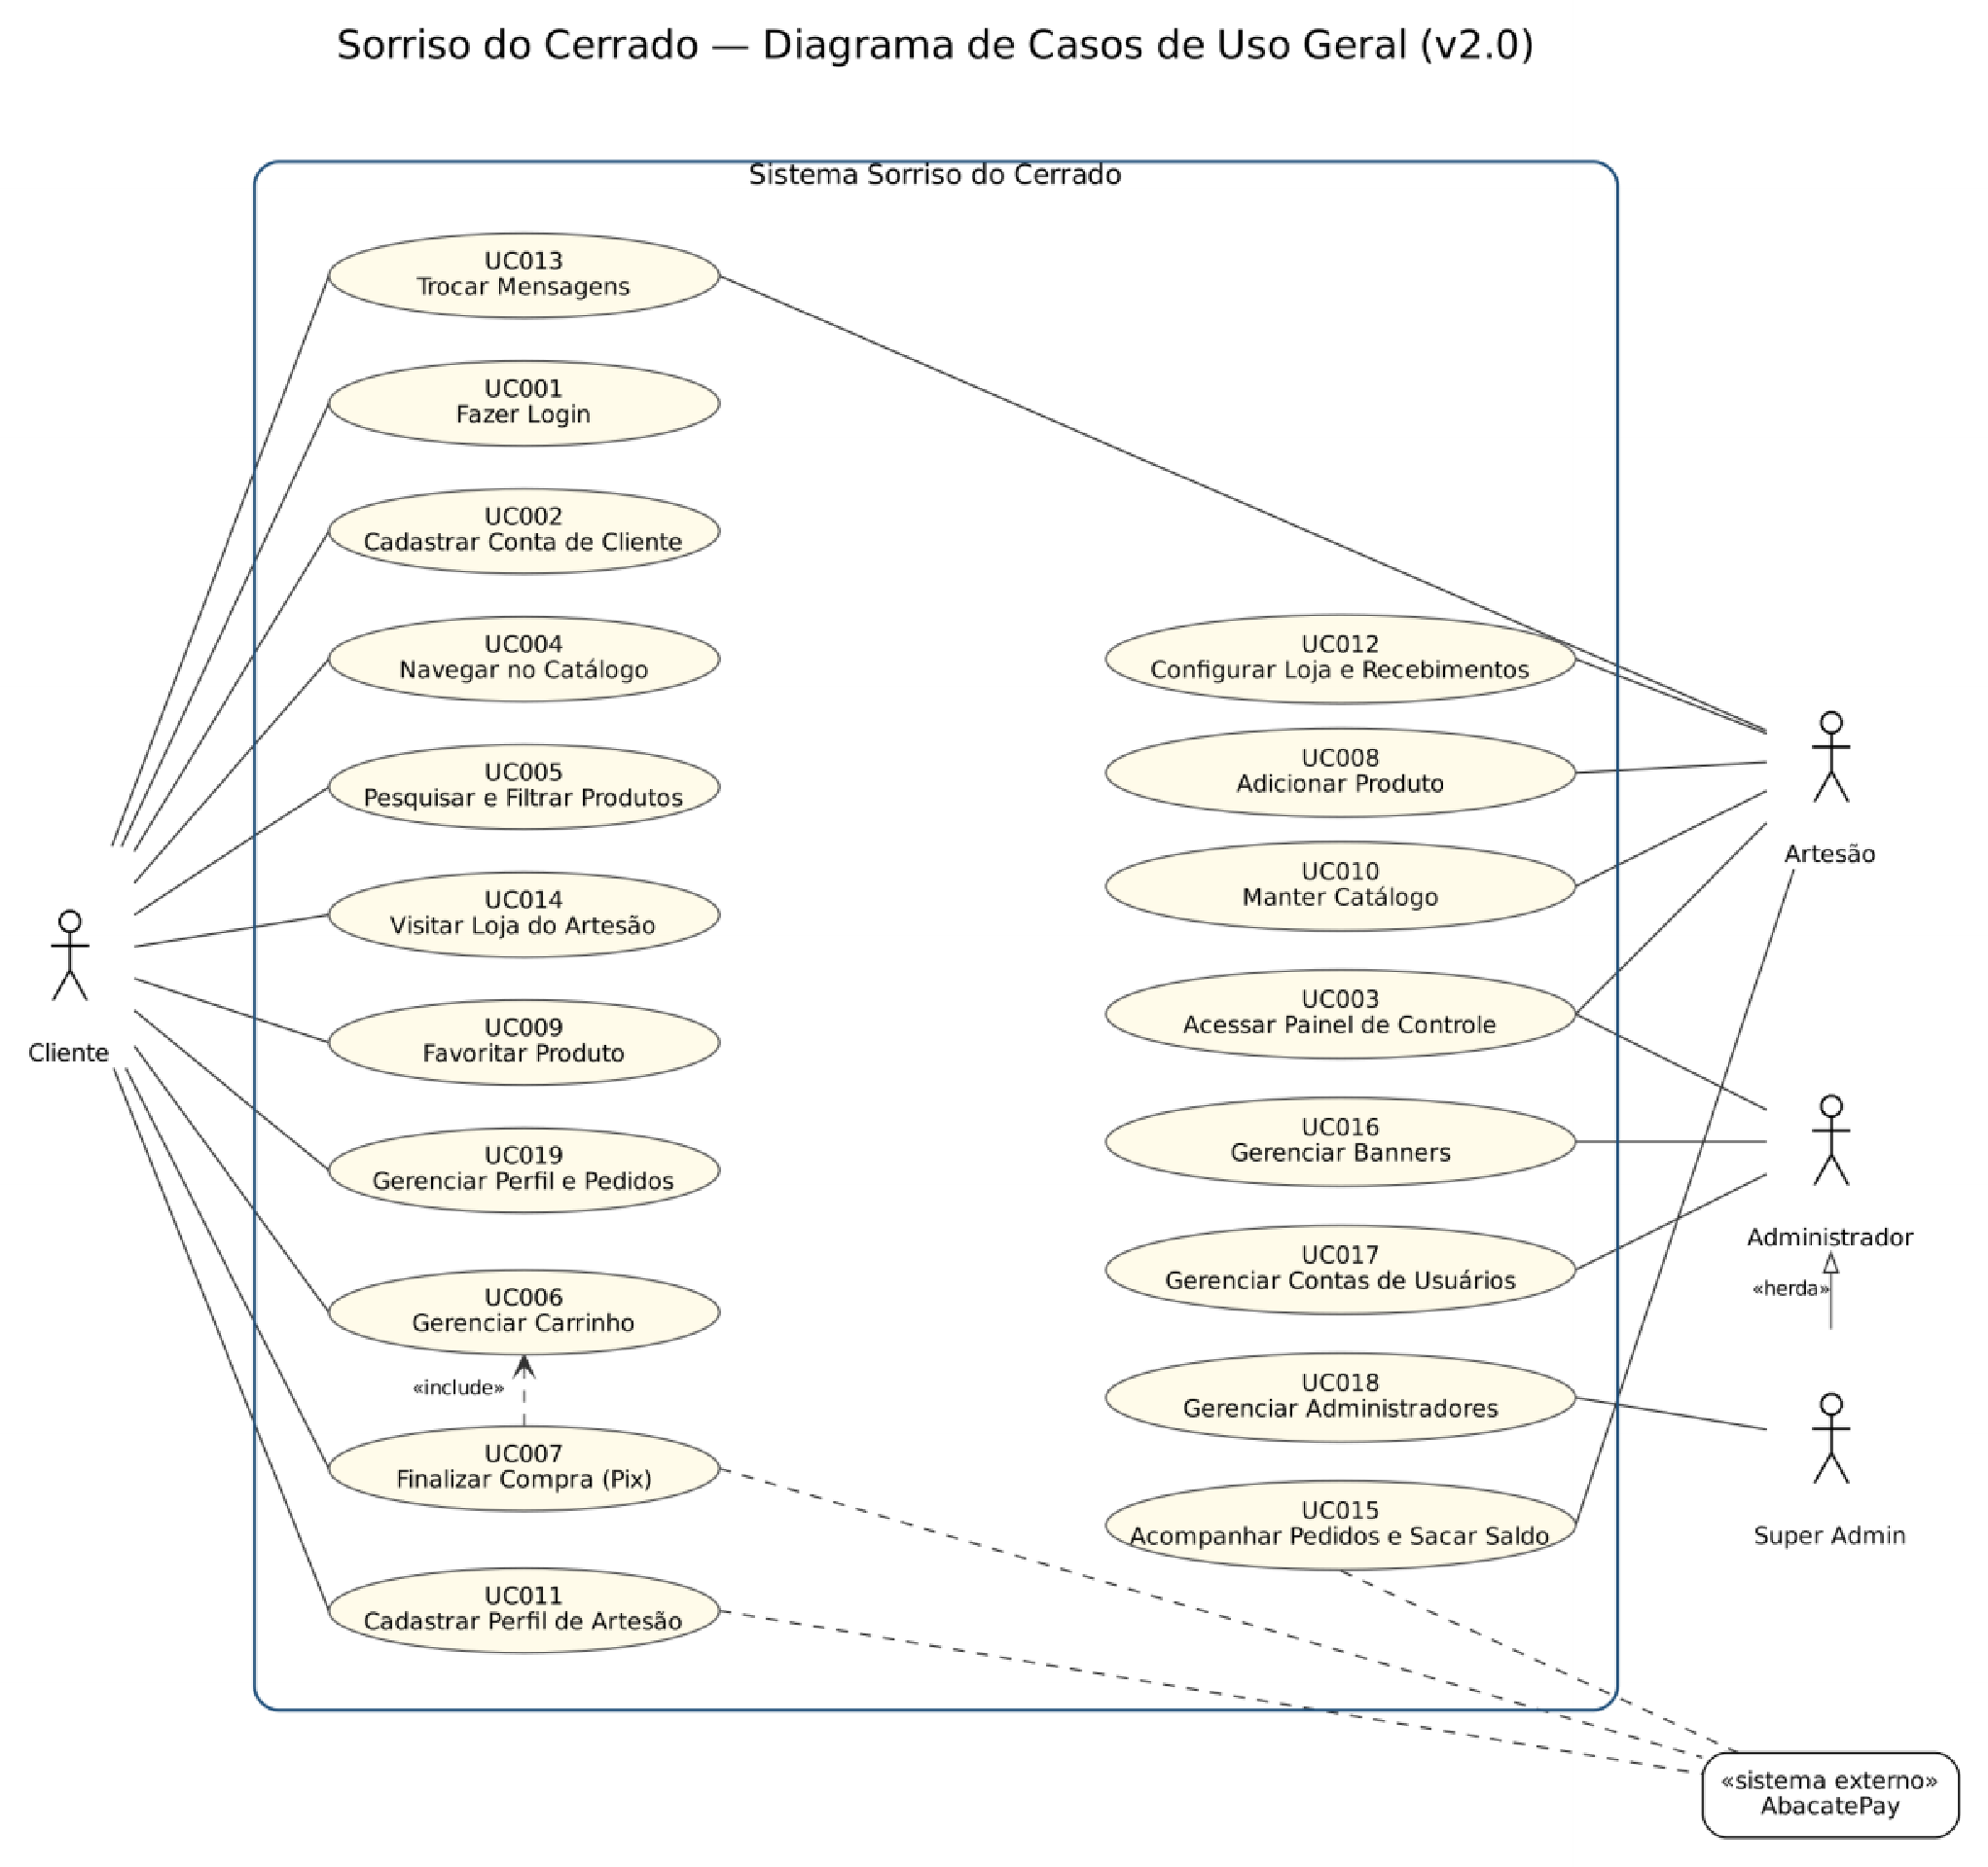 Sorriso do Cerrado — Diagrama de Casos de Uso Geral (v2.0)
Sistema Sorriso do Cerrado
UC013
Trocar Mensagens
UC001
Fazer Login
UC002
Cadastrar Conta de Cliente
UC004
Navegar no Catálogo
UC005
Pesquisar e Filtrar Produtos
UC014
Visitar Loja do Artesão
UC009
Favoritar Produto
UC019
Gerenciar Perfil e Pedidos
UC006
Gerenciar Carrinho
«include»
UC007
Finalizar Compra (Pix)
UC011
Cadastrar Perfil de Artesão
Cliente
UC012
Configurar Loja e Recebimentos
UC008
Adicionar Produto
UC010
Manter Catálogo
UC003
Acessar Painel de Controle
UC016
Gerenciar Banners
UC017
Gerenciar Contas de Usuários
UC018
Gerenciar Administradores
UC015
Acompanhar Pedidos e Sacar Saldo
Artesão
Administrador
«herda»
Super Admin
«sistema externo»
AbacatePay